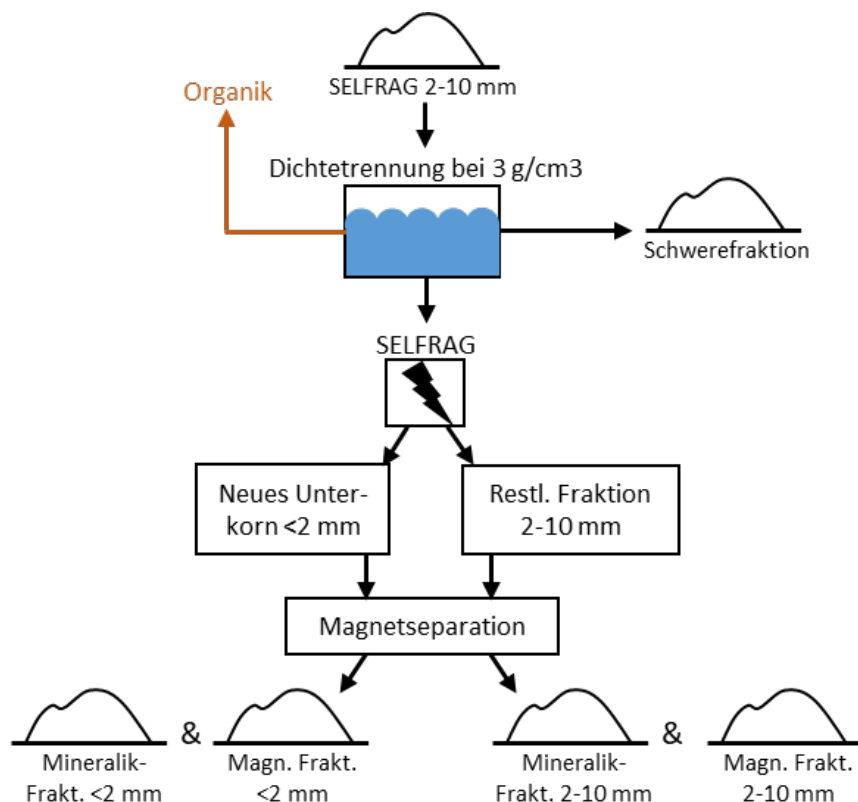 SELFRAG 2-10 mm
Organik
Dichtetrennung bei 3 g/cm3
Schwerefraktion
SELFRAG
Neues Unter-
korn <2 mm
Restl. Fraktion
2-10 mm
Magnetseparation
&
&
Mineralik-
Frakt. <2 mm
Magn. Frakt.
<2 mm
Mineralik-
Frakt. 2-10 mm
Magn. Frakt.
2-10 mm